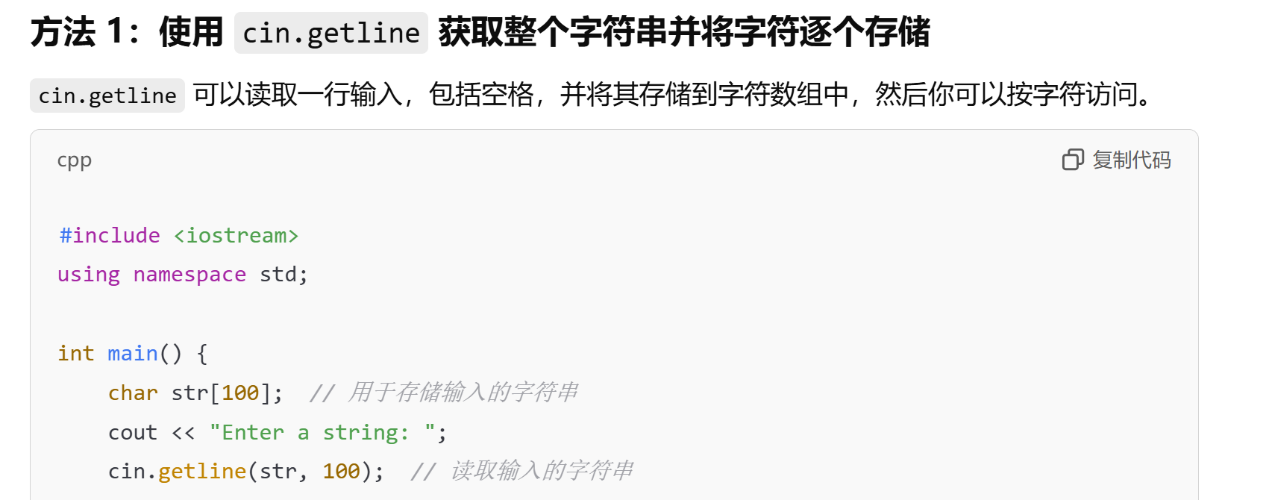 方法 1：使用 cin.getline 获取整个字符串并将字符逐个存储
cin.getline 可以读取一行输入，包括空格，并将其存储到字符数组中，然后你可以按字符访问。
cpp 复制代码
#include <iostream>
using namespace std;
int main() {
    char str[100];  // 用于存储输入的字符串
    cout << "Enter a string: ";
    cin.getline(str, 100);  // 读取输入的字符串